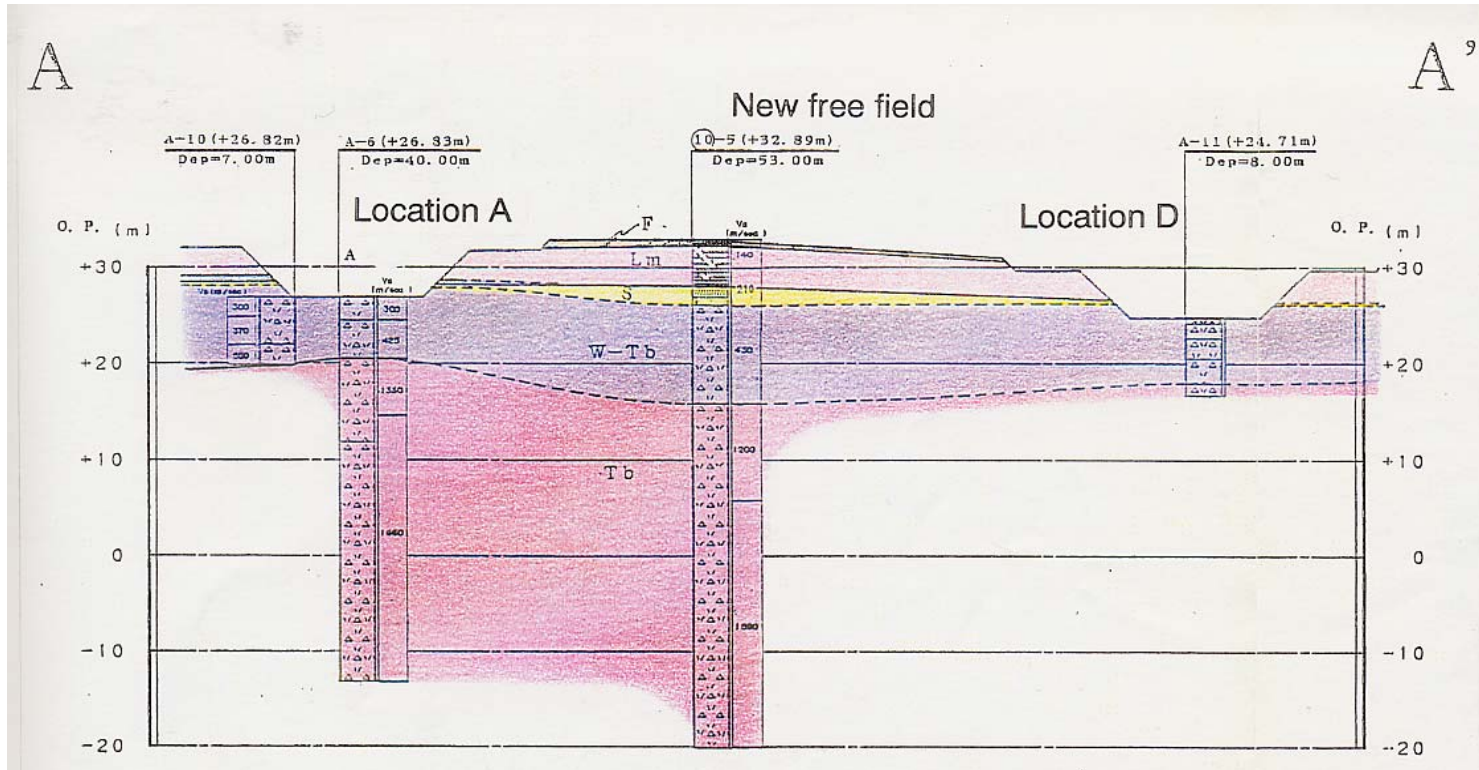 A
A'
New free field
A-10 (+26.82m)
Dep=7.00m
A-6 (+26.83m)
Dep=40.00m
10-5 (+32.89m)
Dep=53.00m
A-11 (+24.71m)
Dep=8.00m
Location A
Location D
O. P. (m)
O. P. (m)
F
Vs
(m/sec)
A
+30
+30
Lm
140
S
210
Vs (m/sec)
Vs
(m/sec)
300
300
370
425
W-Tb
430
+20
+20
1350
+10
+10
Tb
1200
0
0
-10
-10
-20
-20